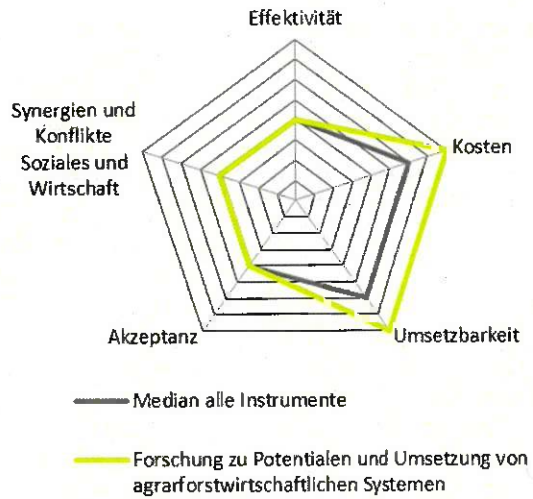 Effektivität
Synergien und
Konflikte
Soziales und
Wirtschaft
Kosten
Akzeptanz
Umsetzbarkeit
Median alle Instrumente
Forschung zu Potentialen und Umsetzung von
agrarforstwirtschaftlichen Systemen